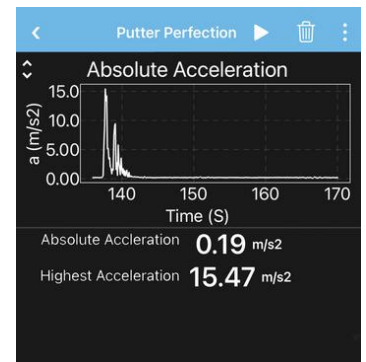 Putter Perfection
Absolute Acceleration
15.0
10.0
5.00
0.00
a (m/s2)
140 150 160 170
Time (S)
Absolute Accleration 0.19 m/s2
Highest Acceleration 15.47 m/s2